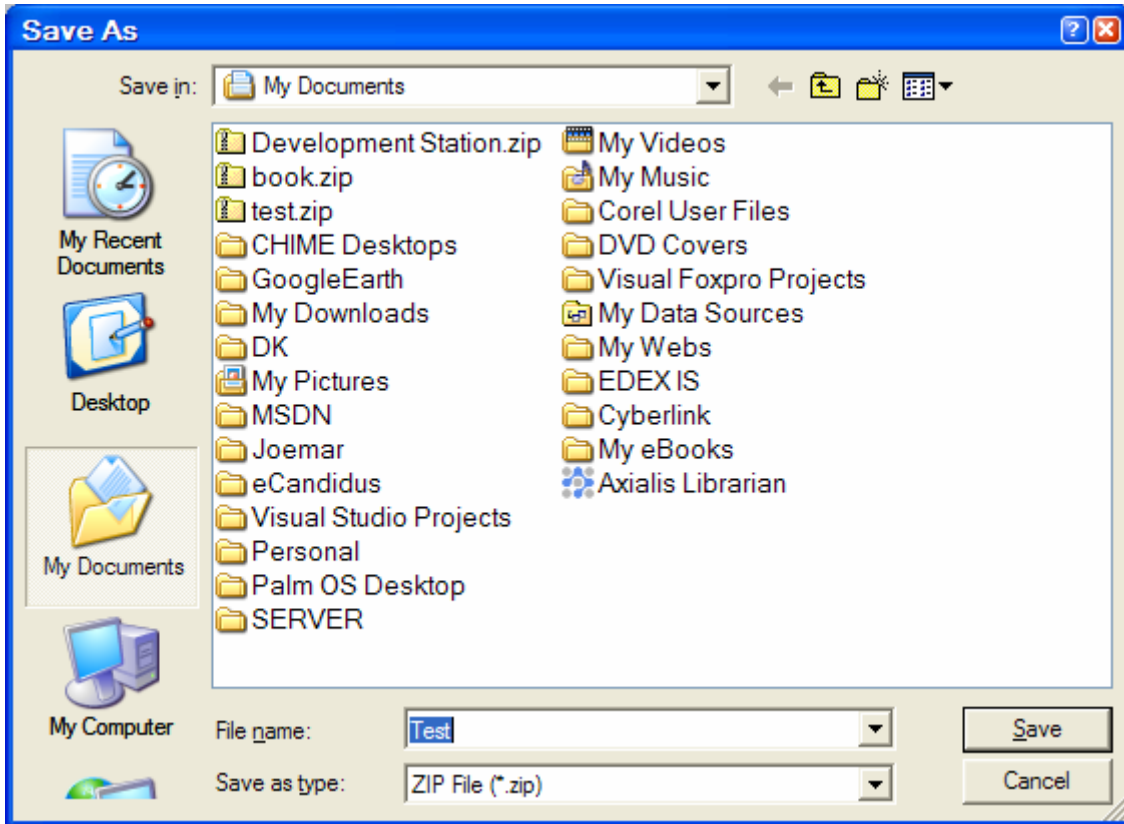 Save As
Save in: My Documents
My Recent Documents
Desktop
My Documents
My Computer
Development Station.zip
book.zip
test.zip
CHIME Desktops
GoogleEarth
My Downloads
DK
My Pictures
MSDN
Joemar
eCandidus
Visual Studio Projects
Personal
Palm OS Desktop
SERVER
My Videos
My Music
Corel User Files
DVD Covers
Visual Foxpro Projects
My Data Sources
My Webs
EDEX IS
Cyberlink
My eBooks
Axialis Librarian
File name: Test
Save
Save as type: ZIP File (*.zip)
Cancel